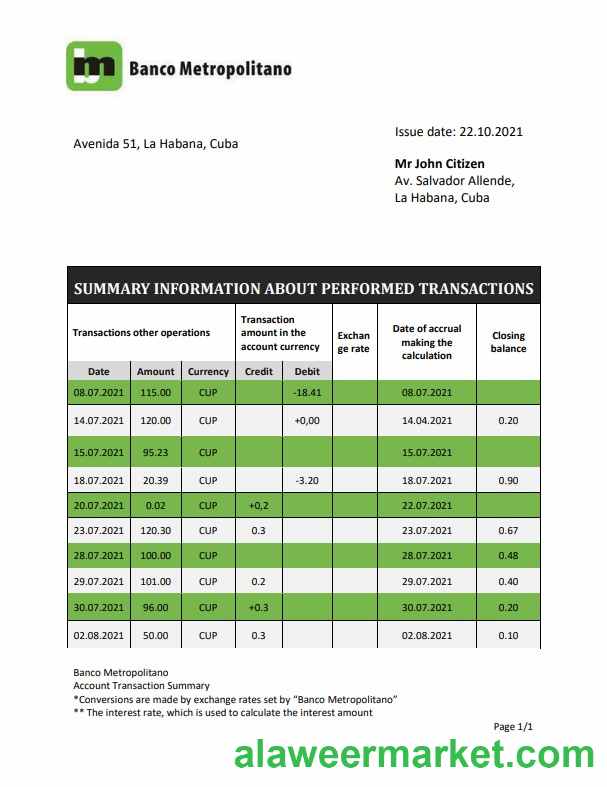 bm Banco Metropolitano
Avenida 51, La Habana, Cuba
Issue date: 22.10.2021
Mr John Citizen
Av. Salvador Allende,
La Habana, Cuba
SUMMARY INFORMATION ABOUT PERFORMED TRANSACTIONS
Transactions other operations
Transaction
amount in the
account currency
Exchan
ge rate
Date of accrual
making the
calculation
Closing
balance
Date Amount Currency Credit Debit
08.07.2021 115.00 CUP -18.41 08.07.2021
14.07.2021 120.00 CUP +0,00 14.04.2021 0.20
15.07.2021 95.23 CUP 15.07.2021
18.07.2021 20.39 CUP -3.20 18.07.2021 0.90
20.07.2021 0.02 CUP +0,2 22.07.2021
23.07.2021 120.30 CUP 0.3 23.07.2021 0.67
28.07.2021 100.00 CUP 28.07.2021 0.48
29.07.2021 101.00 CUP 0.2 29.07.2021 0.40
30.07.2021 96.00 CUP +0.3 30.07.2021 0.20
02.08.2021 50.00 CUP 0.3 02.08.2021 0.10
Banco Metropolitano
Account Transaction Summary
*Conversions are made by exchange rates set by “Banco Metropolitano”
** The interest rate, which is used to calculate the interest amount
Page 1/1
alaweermarket.com